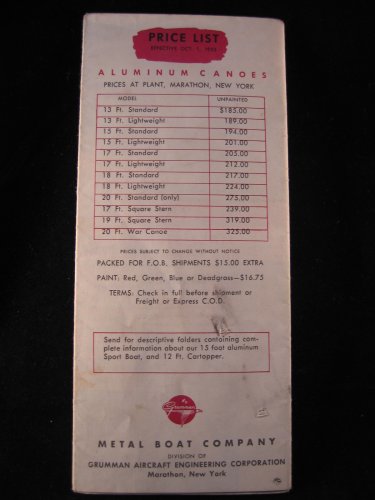 PRICE LIST
EFFECTIVE OCT. 1, 1953
ALUMINUM CANOES
PRICES AT PLANT, MARATHON, NEW YORK
MODEL UNPAINTED
13 Ft. Standard $185.00
13 Ft. Lightweight 189.00
15 Ft. Standard 194.00
15 Ft. Lightweight 201.00
17 Ft. Standard 205.00
17 Ft. Lightweight 212.00
18 Ft. Standard 217.00
18 Ft. Lightweight 224.00
20 Ft. Standard (only) 275.00
17 Ft. Square Stern 239.00
19 Ft. Square Stern 319.00
20 Ft. War Canoe 325.00
PRICES SUBJECT TO CHANGE WITHOUT NOTICE
PACKED FOR F.O.B. SHIPMENTS $15.00 EXTRA
PAINT: Red, Green, Blue or Deadgrass—$16.75
TERMS: Check in full before shipment or
Freight or Express C.O.D.
Send for descriptive folders containing com-
plete information about our 15 foot aluminum
Sport Boat, and 12 Ft. Cartopper.
Grumman
METAL BOAT COMPANY
DIVISION OF
GRUMMAN AIRCRAFT ENGINEERING CORPORATION
Marathon, New York